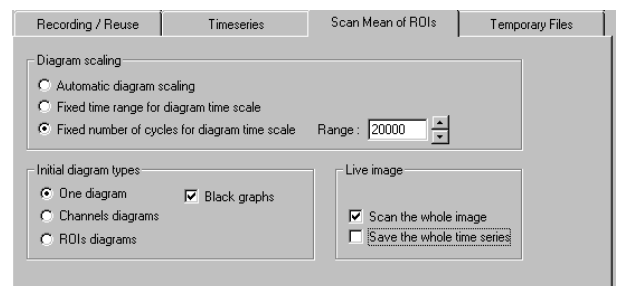 Recording / Reuse Timeseries Scan Mean of ROIs Temporary Files
Diagram scaling
Automatic diagram scaling
Fixed time range for diagram time scale
Fixed number of cycles for diagram time scale Range : 20000
Initial diagram types Live image
One diagram Black graphs
Channels diagrams Scan the whole image
ROIs diagrams Save the whole time series